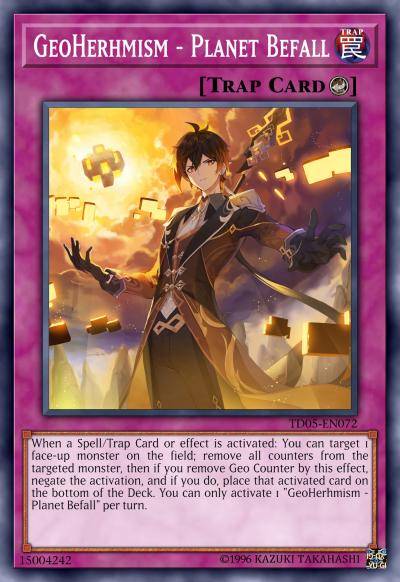 GeoHerhmism - Planet Befall
TRAP
罠
[Trap Card]
TD05-EN072
When a Spell/Trap Card or effect is activated: You can target 1
face-up monster on the field; remove all counters from the
targeted monster, then if you remove Geo Counter by this effect,
negate the activation, and if you do, place that activated card on
the bottom of the Deck. You can only activate 1 "GeoHerhmism -
Planet Befall" per turn.
15004242
©1996 KAZUKI TAKAHASHI